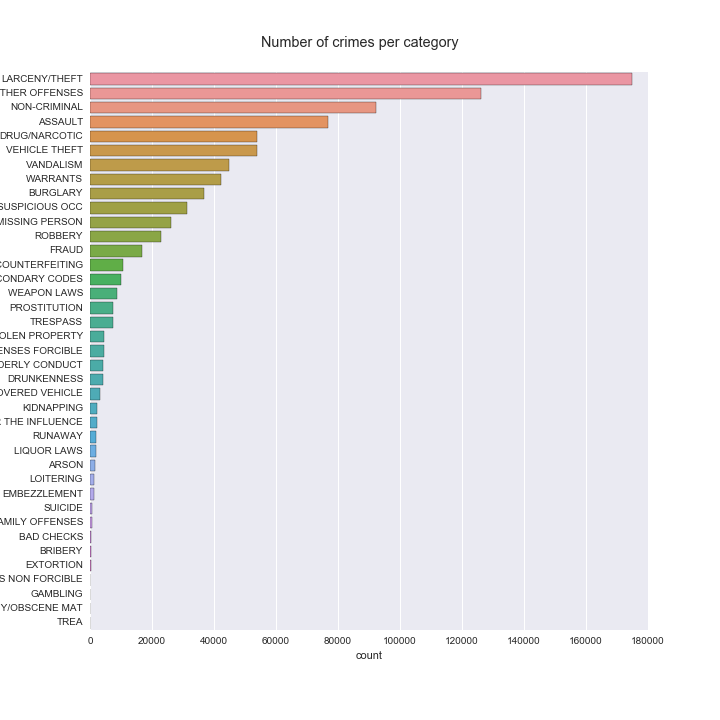 Number of crimes per category
LARCENY/THEFT
THER OFFENSES
NON-CRIMINAL
ASSAULT
DRUG/NARCOTIC
VEHICLE THEFT
VANDALISM
WARRANTS
BURGLARY
SUSPICIOUS OCC
MISSING PERSON
ROBBERY
FRAUD
COUNTERFEITING
CONDARY CODES
WEAPON LAWS
PROSTITUTION
TRESPASS
OLEN PROPERTY
ENSES FORCIBLE
DERLY CONDUCT
DRUNKENNESS
OVERED VEHICLE
KIDNAPPING
R THE INFLUENCE
RUNAWAY
LIQUOR LAWS
ARSON
LOITERING
EMBEZZLEMENT
SUICIDE
AMILY OFFENSES
BAD CHECKS
BRIBERY
EXTORTION
S NON FORCIBLE
GAMBLING
Y/OBSCENE MAT
TREA
0 20000 40000 60000 80000 100000 120000 140000 160000 180000
count